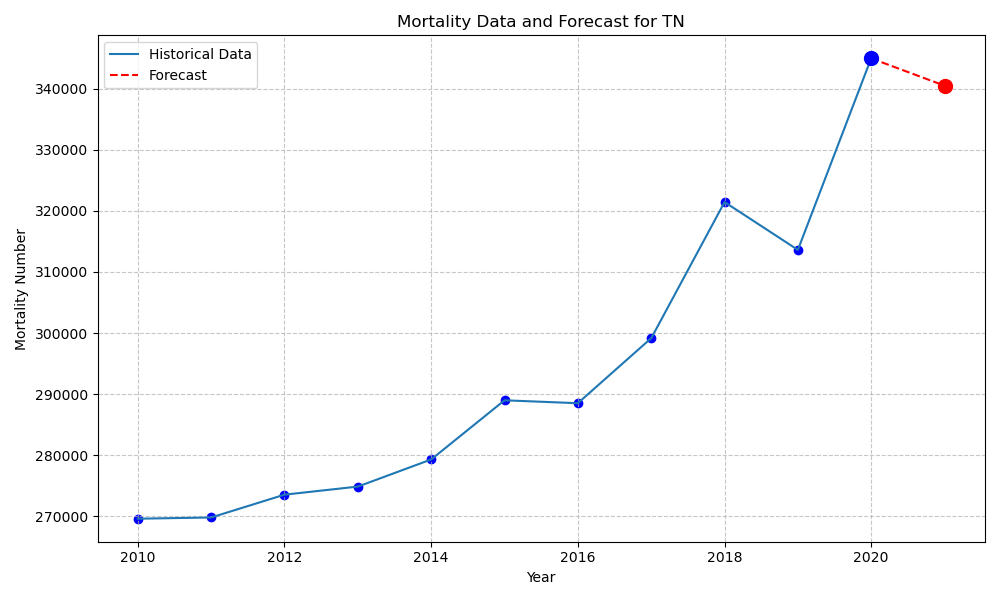 Mortality Data and Forecast for TN
Historical Data
Forecast
340000
330000
320000
310000
300000
290000
280000
270000
Mortality Number
2010 2012 2014 2016 2018 2020
Year